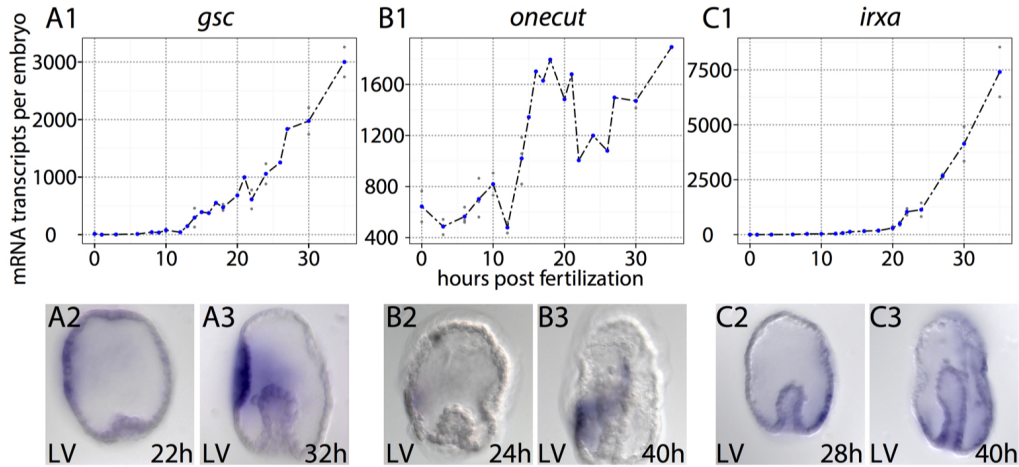 A1 gsc B1 onecut C1 irxa
mRNA transcripts per embryo
3000
2000
1000
0
0 10 20 30
1600
1200
800
400
0 10 20 30
7500
5000
2500
0
0 10 20 30
hours post fertilization
A2 A3 B2 B3 C2 C3
LV 22h LV 32h LV 24h LV 40h LV 28h LV 40h